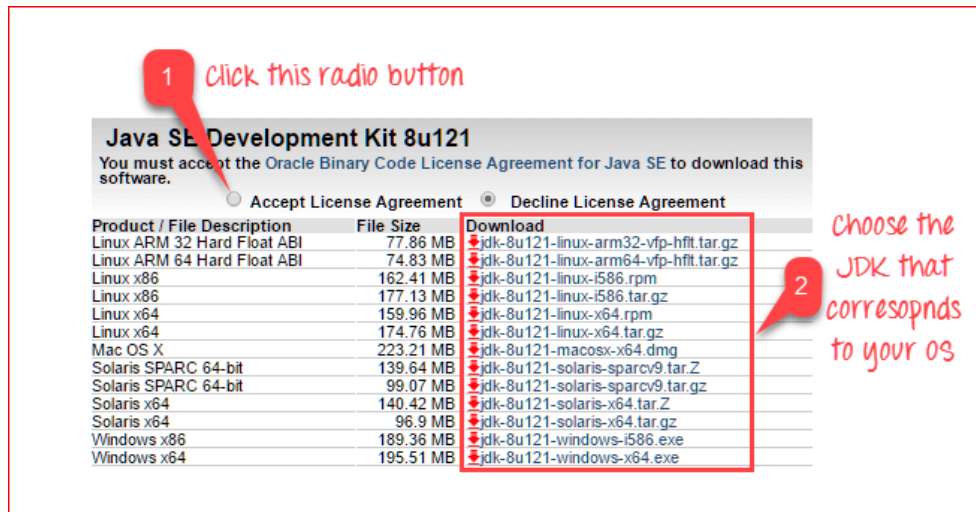 1 Click this radio button
Java SE Development Kit 8u121
You must accept the Oracle Binary Code License Agreement for Java SE to download this
software.
Accept License Agreement Decline License Agreement
Product / File Description File Size Download
Linux ARM 32 Hard Float ABI 77.86 MB jdk-8u121-linux-arm32-vfp-hflt.tar.gz
Linux ARM 64 Hard Float ABI 74.83 MB jdk-8u121-linux-arm64-vfp-hflt.tar.gz
Linux x86 162.41 MB jdk-8u121-linux-i586.rpm
Linux x86 177.13 MB jdk-8u121-linux-i586.tar.gz
Linux x64 159.96 MB jdk-8u121-linux-x64.rpm
Linux x64 174.76 MB jdk-8u121-linux-x64.tar.gz
Mac OS X 223.21 MB jdk-8u121-macosx-x64.dmg
Solaris SPARC 64-bit 139.64 MB jdk-8u121-solaris-sparcv9.tar.Z
Solaris SPARC 64-bit 99.07 MB jdk-8u121-solaris-sparcv9.tar.gz
Solaris x64 140.42 MB jdk-8u121-solaris-x64.tar.Z
Solaris x64 96.9 MB jdk-8u121-solaris-x64.tar.gz
Windows x86 189.36 MB jdk-8u121-windows-i586.exe
Windows x64 195.51 MB jdk-8u121-windows-x64.exe
2
Choose the
JDK that
corresopnds
to your OS